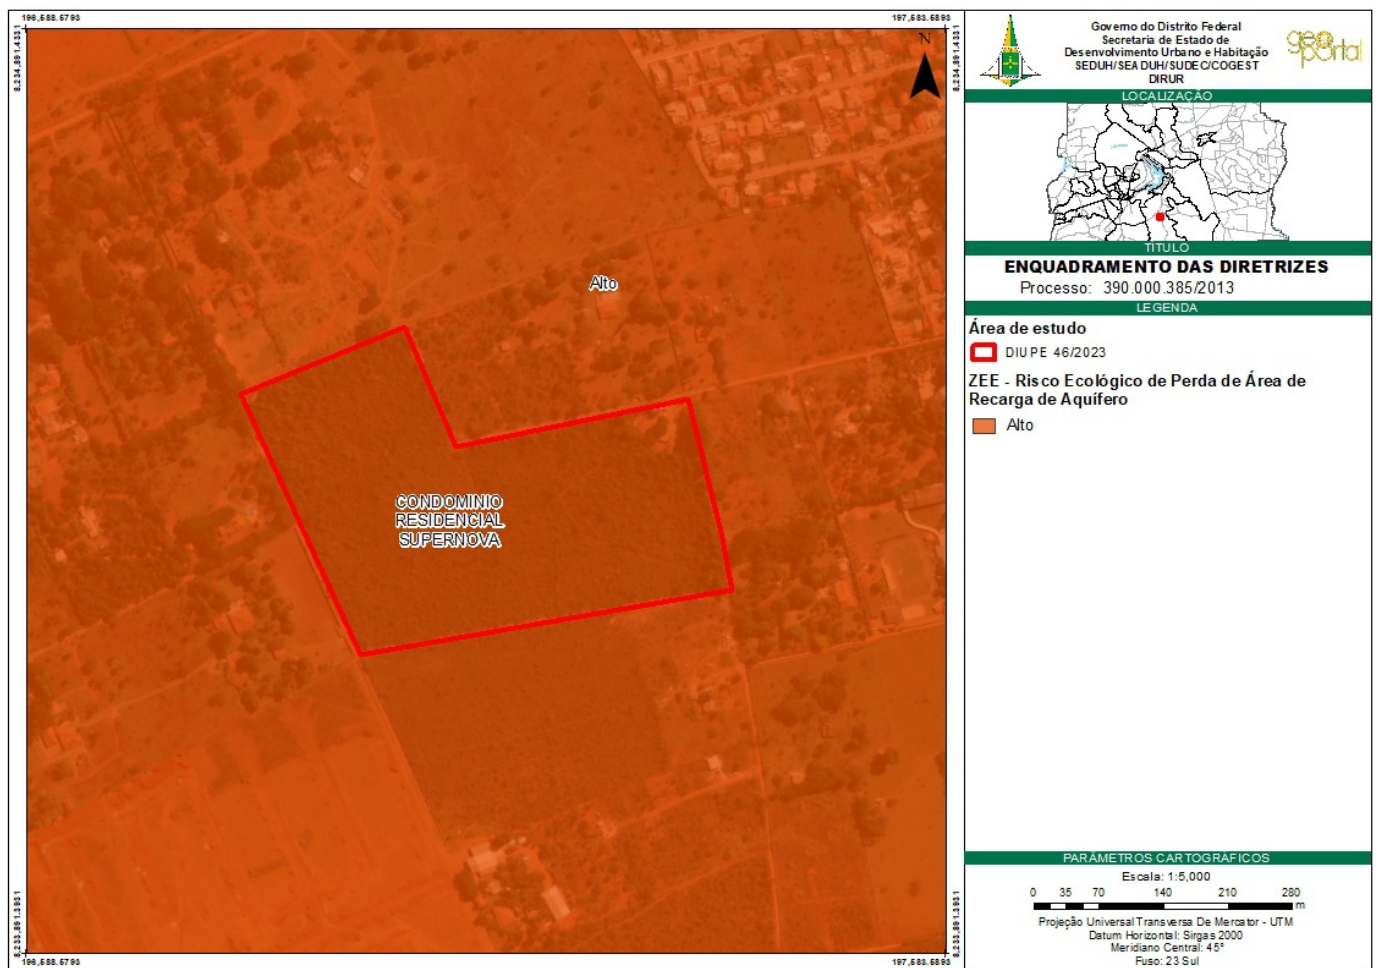 196,588.5793
197,583.5893
8,234,891.4331
8,234,891.4331
N
Alto
CONDOMINIO
RESIDENCIAL
SUPERNOVA
8,233,891.3931
8,233,891.3931
196,588.5793
197,583.5893
Governo do Distrito Federal
Secretaria de Estado de
Desenvolvimento Urbano e Habitação
SEDUH/SEADUH/SUDEC/COGEST
DIRUR
geo
portal
LOCALIZAÇÃO
TÍTULO
ENQUADRAMENTO DAS DIRETRIZES
Processo: 390.000.385/2013
LEGENDA
Área de estudo
DIUPE 46/2023
ZEE - Risco Ecológico de Perda de Área de
Recarga de Aquífero
Alto
PARÂMETROS CARTOGRÁFICOS
Escala: 1:5,000
0 35 70 140 210 280
m
Projeção Universal Transversa De Mercator - UTM
Datum Horizontal: Sirgas 2000
Meridiano Central: 45°
Fuso: 23 Sul